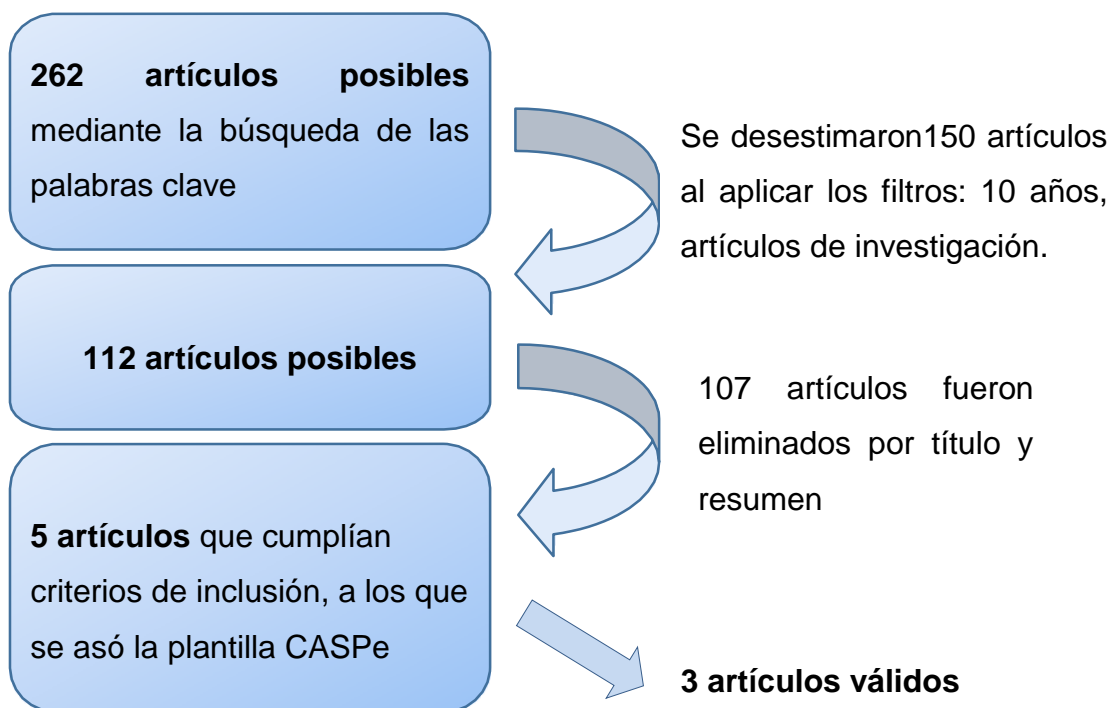 262 artículos posibles
mediante la búsqueda de las
palabras clave
Se desestimaron150 artículos
al aplicar los filtros: 10 años,
artículos de investigación.
112 artículos posibles
107 artículos fueron
eliminados por título y
resumen
5 artículos que cumplían
criterios de inclusión, a los que
se asó la plantilla CASPe
3 artículos válidos